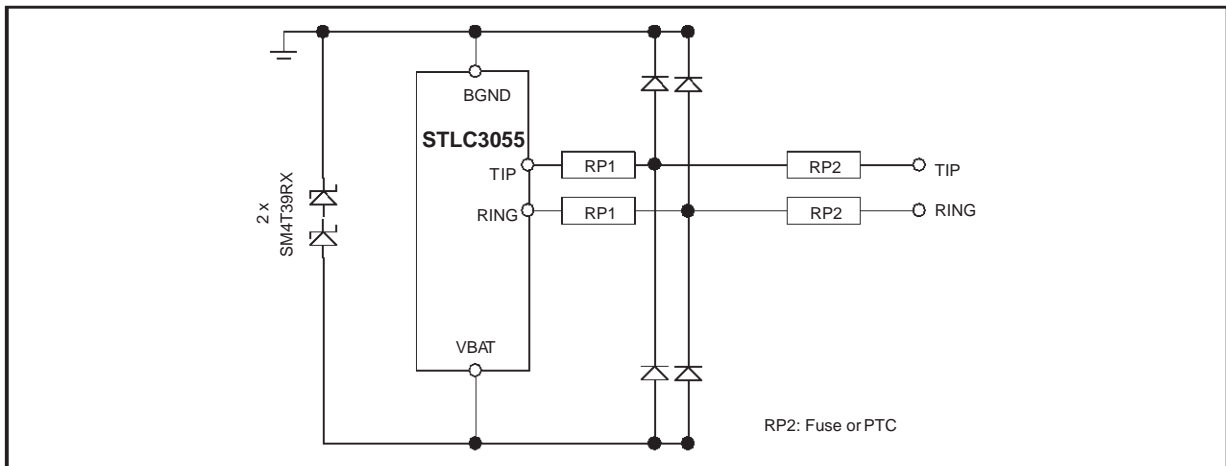 BGND
STLC3055
TIP
RP1
RP2
TIP
RING
RP1
RP2
RING
2 x
SM4T39RX
VBAT
RP2: Fuse or PTC